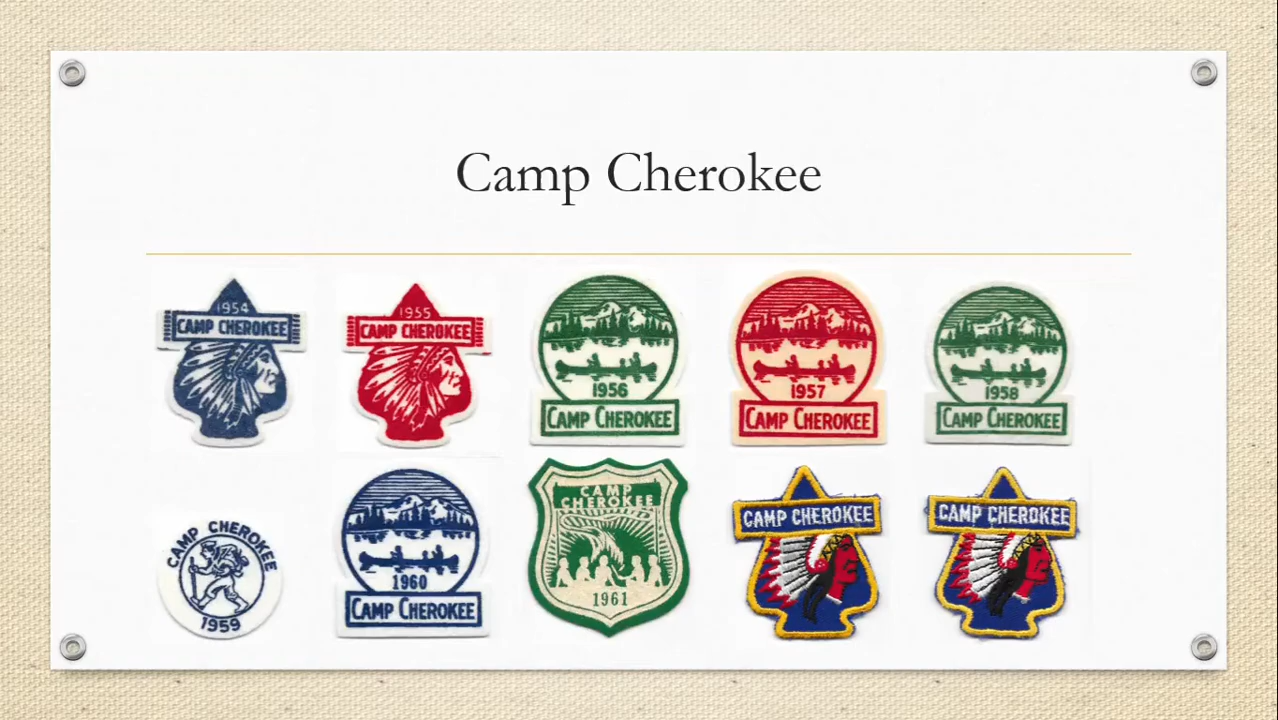 Camp Cherokee
1954
CAMP CHEROKEE
1955
CAMP CHEROKEE
1956
CAMP CHEROKEE
1957
CAMP CHEROKEE
1958
CAMP CHEROKEE
CAMP CHEROKEE
1959
1960
CAMP CHEROKEE
CAMP
CHEROKEE
1961
CAMP CHEROKEE
CAMP CHEROKEE